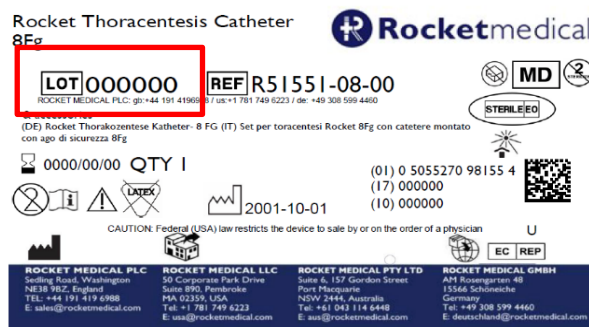 Rocket Thoracentesis Catheter
8Fg
Rocketmedical
LOT 000000 REF R51551-08-00
MD
2
ROCKET MEDICAL PLC: gb:+44 191 4196988 / us:+1 781 749 6223 / de: +49 308 599 4460
STERILE EO
(DE) Rocket Thorakozentese Katheter- 8 FG (IT) Set per toracentesi Rocket 8Fg con catetere montato
con ago di sicurezza 8Fg
0000/00/00 QTY 1
(01) 0 5055270 98155 4
(17) 000000
(10) 000000
2
LATEX
2001-10-01
CAUTION: Federal (USA) law restricts the device to sale by or on the order of a physician
U
EC REP
ROCKET MEDICAL PLC
Sedling Road, Washington
NE38 9BZ, England
TEL: +44 191 419 6988
E: sales@rocketmedical.com
ROCKET MEDICAL LLC
50 Corporate Park Drive
Suite 890, Pembroke
MA 02359, USA
Tel: +1 781 749 6223
E: usa@rocketmedical.com
ROCKET MEDICAL PTY LTD
Suite 6, 157 Gordon Street
Port Macquarie
NSW 2444, Australia
Tel: +61 043 114 6448
E: aus@rocketmedical.com
ROCKET MEDICAL GMBH
AM Rosengarten 48
15566 Schöneiche
Germany
Tel: +49 308 599 4460
E: deutschland@rocketmedical.com